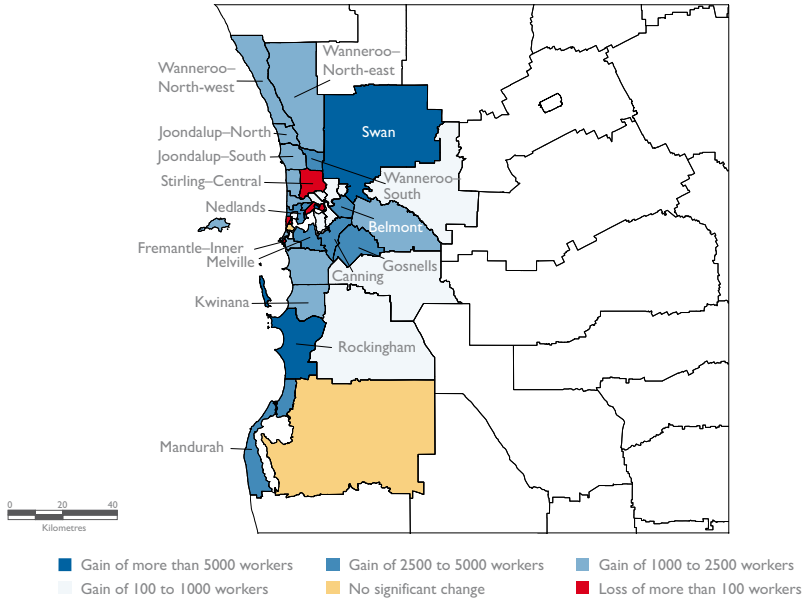 Wanneroo–
North-east
Wanneroo–
North-west
Joondalup–North
Swan
Joondalup–South
Stirling–Central
Wanneroo–
South
Nedlands
Belmont
Fremantle–Inner
Melville
Gosnells
Canning
Kwinana
Rockingham
Mandurah
0 20 40
Kilometres
Gain of more than 5000 workers
Gain of 2500 to 5000 workers
Gain of 1000 to 2500 workers
Gain of 100 to 1000 workers
No significant change
Loss of more than 100 workers